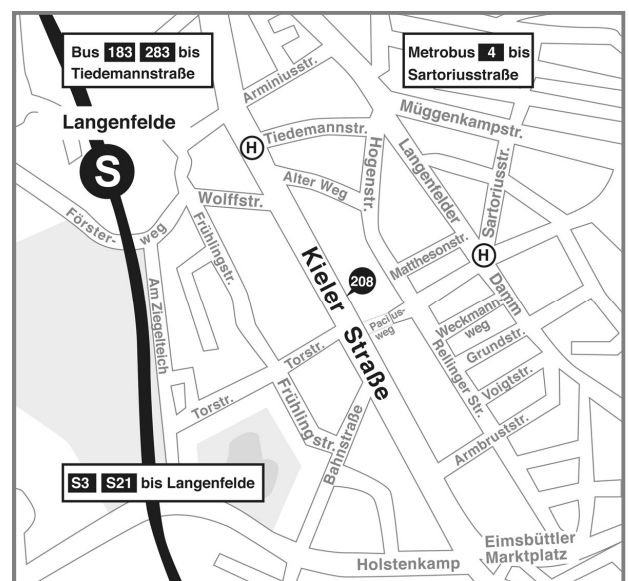 Bus 183 283 bis
Tiedemannstraße
Metrobus 4 bis
Sartoriusstraße
Arminiusstr.
Müggenkampstr.
Langenfelde
S
H
Tiedemannstr.
Hogenstr.
Langenfelder
Damm
Sartoriusstr.
Alter Weg
Wolffstr.
Förster-
weg
Frühlingstr.
Matthesonstr.
H
Kieler
Straße
208
Am Ziegelteich
Pacius-
weg
Weckmann-
weg
Grundstr.
Rellinger Str.
Voigtstr.
Torstr.
Torstr.
Frühlingstr.
Bahnstraße
Armbruststr.
S3 S21 bis Langenfelde
Eimsbüttler
Marktplatz
Holstenkamp